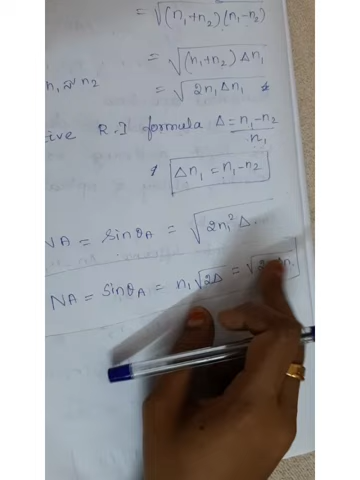 = √(n₁+n₂) (n₁-n₂)
= √(n₁+n₂) Δn₁
n₁≈n₂
= √2n₁Δn₁
tive R.I formula Δ = n₁-n₂/n₁
Δn₁ = n₁-n₂
NA = sinθA = √2n₁²Δ
NA = sinθA = n₁√2Δ =